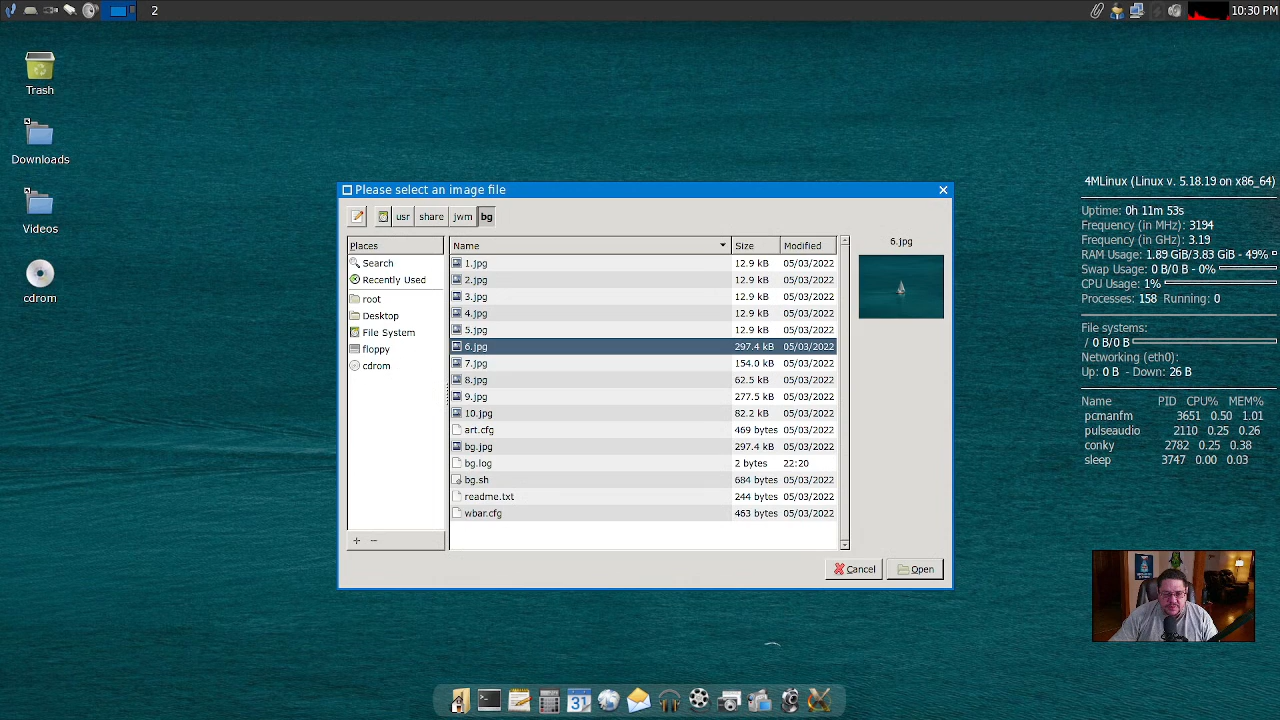 2
10:30 PM
Trash
Downloads
Videos
cdrom
Please select an image file
usr share jwm bg
Places
Search
Recently Used
root
Desktop
File System
floppy
cdrom
Name Size Modified
1.jpg 12.9 kB 05/03/2022
2.jpg 12.9 kB 05/03/2022
3.jpg 12.9 kB 05/03/2022
4.jpg 12.9 kB 05/03/2022
5.jpg 12.9 kB 05/03/2022
6.jpg 297.4 kB 05/03/2022
7.jpg 154.0 kB 05/03/2022
8.jpg 62.5 kB 05/03/2022
9.jpg 277.5 kB 05/03/2022
10.jpg 82.2 kB 05/03/2022
art.cfg 469 bytes 05/03/2022
bg.jpg 297.4 kB 05/03/2022
bg.log 2 bytes 22:20
bg.sh 684 bytes 05/03/2022
readme.txt 244 bytes 05/03/2022
wbar.cfg 463 bytes 05/03/2022
6.jpg
Cancel
Open
4MLinux (Linux v. 5.18.19 on x86_64)
Uptime: 0h 11m 53s
Frequency (in MHz): 3194
Frequency (in GHz): 3.19
RAM Usage: 1.89 GiB/3.83 GiB - 49%
Swap Usage: 0 B/0 B - 0%
CPU Usage: 1%
Processes: 158 Running: 0
File systems:
/ 0 B/0 B
Networking (eth0):
Up: 0 B - Down: 26 B
Name PID CPU% MEM%
pcmanfm 3651 0.50 1.01
pulseaudio 2110 0.25 0.26
conky 2782 0.25 0.38
sleep 3747 0.00 0.03
31